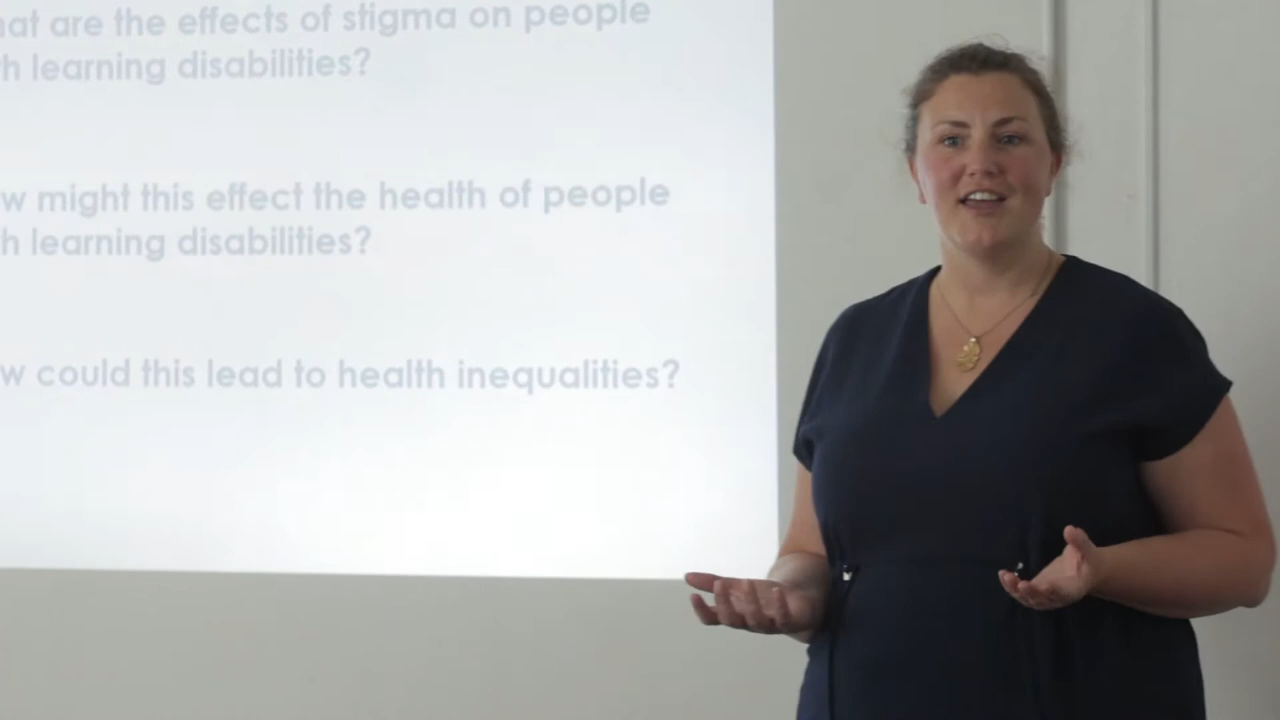 hat are the effects of stigma on people
h learning disabilities?
w might this effect the health of people
h learning disabilities?
w could this lead to health inequalities?